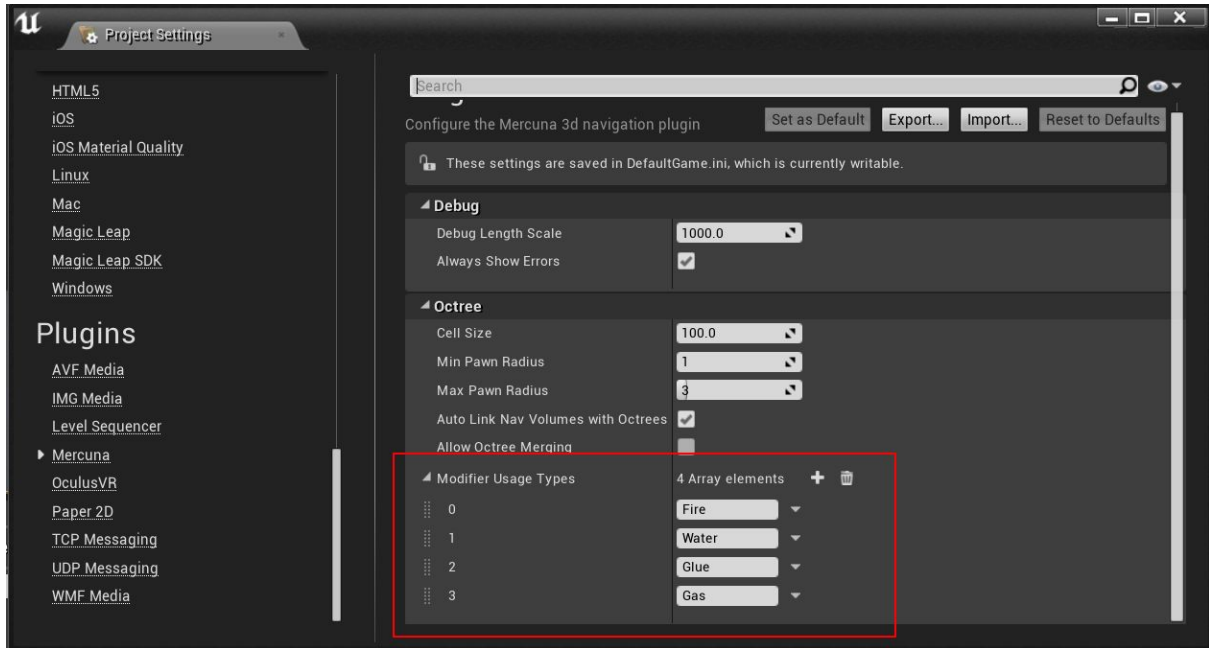 Project Settings
HTML5
iOS
iOS Material Quality
Linux
Mac
Magic Leap
Magic Leap SDK
Windows
Plugins
AVF Media
IMG Media
Level Sequencer
Mercuna
OculusVR
Paper 2D
TCP Messaging
UDP Messaging
WMF Media
Search
Configure the Mercuna 3d navigation plugin
Set as Default Export... Import... Reset to Defaults
These settings are saved in DefaultGame.ini, which is currently writable.
Debug
Debug Length Scale 1000.0
Always Show Errors
Octree
Cell Size 100.0
Min Pawn Radius 1
Max Pawn Radius 3
Auto Link Nav Volumes with Octrees
Allow Octree Merging
Modifier Usage Types 4 Array elements
0 Fire
1 Water
2 Glue
3 Gas